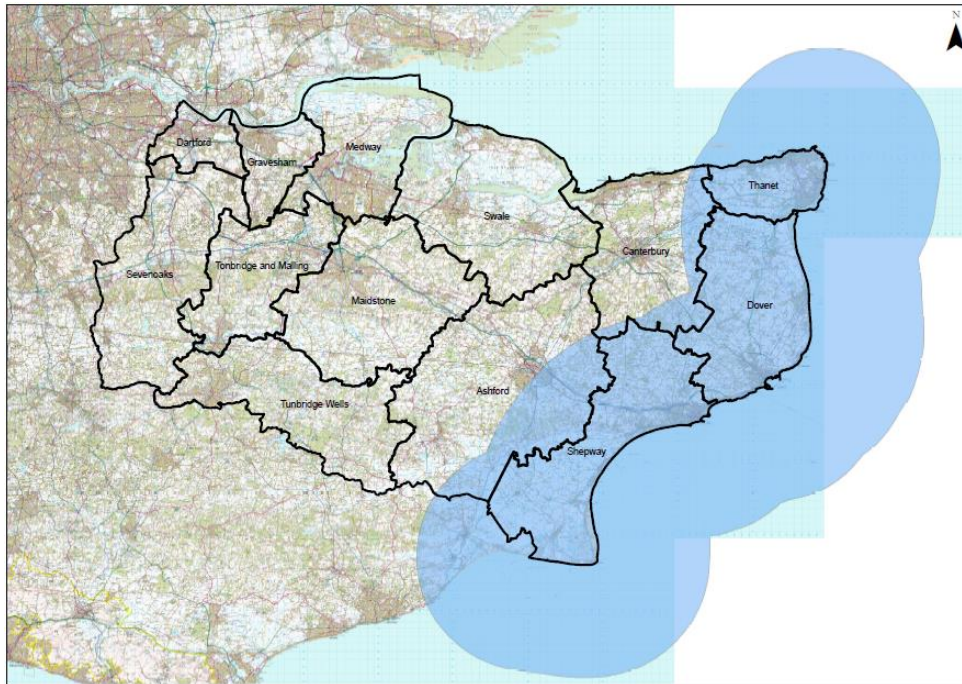 N
Dartford
Gravesham
Medway
Thanet
Swale
Canterbury
Sevenoaks
Tonbridge and Malling
Maidstone
Dover
Ashford
Tunbridge Wells
Shepway